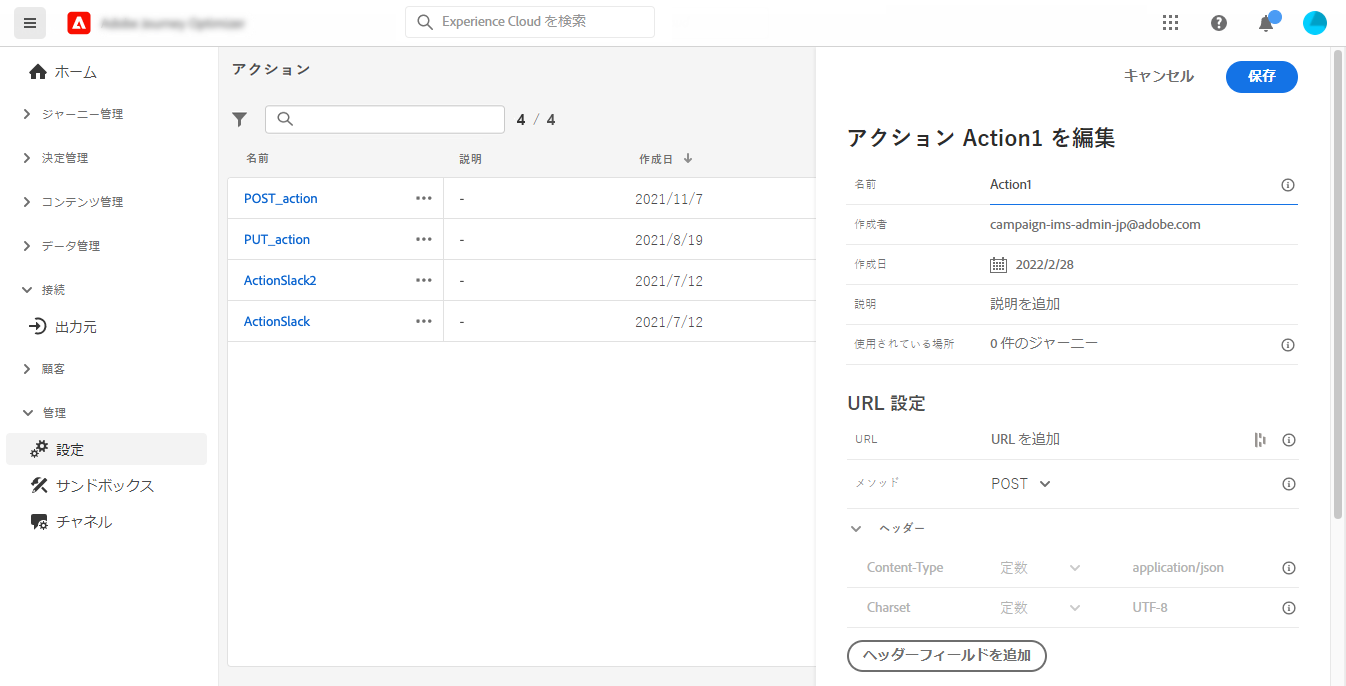 Experience Cloud を検索
ホーム
ジャーニー管理
決定管理
コンテンツ管理
データ管理
接続
出力元
顧客
管理
設定
サンドボックス
チャネル
アクション
4 / 4
名前 説明 作成日
POST_action - 2021/11/7
PUT_action - 2021/8/19
ActionSlack2 - 2021/7/12
ActionSlack - 2021/7/12
キャンセル 保存
アクション Action1 を編集
名前 Action1
作成者 campaign-ims-admin-jp@adobe.com
作成日 2022/2/28
説明 説明を追加
使用されている場所 0 件のジャーニー
URL 設定
URL URL を追加
メソッド POST
ヘッダー
Content-Type 定数 application/json
Charset 定数 UTF-8
ヘッダーフィールドを追加